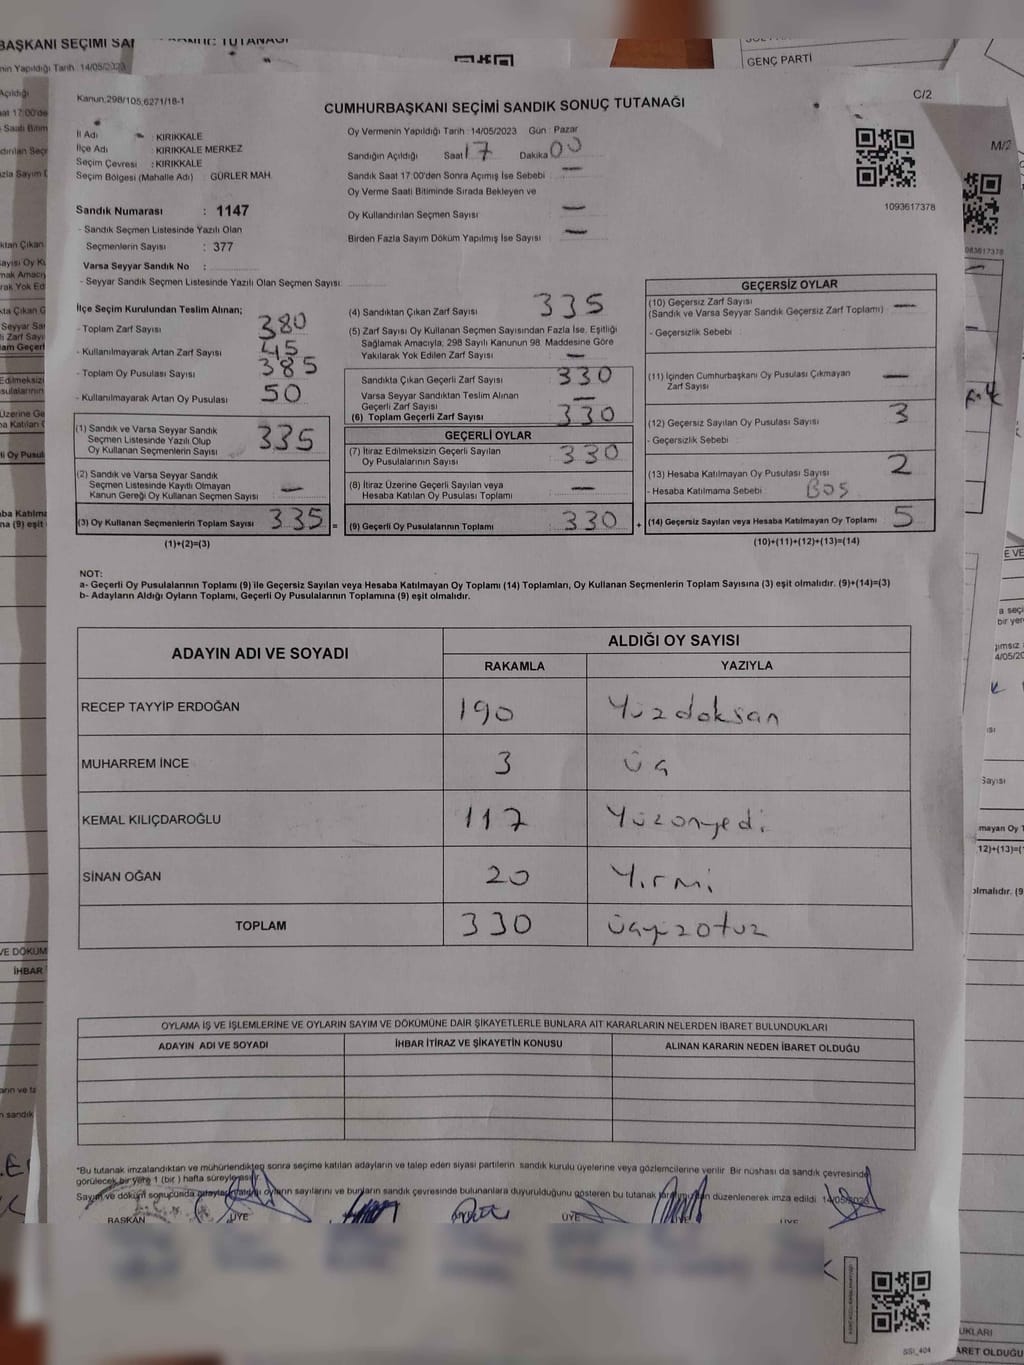 BAŞKANI SEÇİMİ SAN
GENÇ PARTİ
Kanun,298/105,6271/18-1
C/2
CUMHURBAŞKANI SEÇİMİ SANDIK SONUÇ TUTANAĞI
İl Adı : KIRIKKALE
İlçe Adı : KIRIKKALE MERKEZ
Seçim Çevresi : KIRIKKALE
Seçim Bölgesi (Mahalle Adı) GÜRLER MAH.
Oy Vermenin Yapıldığı Tarih : 14/05/2023 Gün : Pazar
Sandığın Açıldığı Saat 17 Dakika 00
Sandık Saat 17.00'den Sonra Açımış İse Sebebi —
Oy Verme Saati Bitiminde Sırada Bekleyen ve
Oy Kullandırılan Seçmen Sayısı —
Birden Fazla Sayım Döküm Yapılmış İse Sayısı —
1093617378
M/2
Sandık Numarası : 1147
- Sandık Seçmen Listesinde Yazılı Olan
Seçmenlerin Sayısı : 377
Varsa Seyyar Sandık No :
- Seyyar Sandık Seçmen Listesinde Yazılı Olan Seçmen Sayısı:
İlçe Seçim Kurulundan Teslim Alınan;
- Toplam Zarf Sayısı 380
- Kullanılmayarak Artan Zarf Sayısı 45
- Toplam Oy Pusulası Sayısı 385
- Kullanılmayarak Artan Oy Pusulası 50
(1) Sandık ve Varsa Seyyar Sandık
Seçmen Listesinde Yazılı Olup
Oy Kullanan Seçmenlerin Sayısı 335
(2) Sandık ve Varsa Seyyar Sandık
Seçmen Listesinde Kayıtlı Olmayan
Kanun Gereği Oy Kullanan Seçmen Sayısı —
(3) Oy Kullanan Seçmenlerin Toplam Sayısı 335 =
(1)+(2)=(3)
(4) Sandıktan Çıkan Zarf Sayısı 335
(5) Zarf Sayısı Oy Kullanan Seçmen Sayısından Fazla İse, Eşitliği
Sağlamak Amacıyla; 298 Sayılı Kanunun 98. Maddesine Göre
Yakılarak Yok Edilen Zarf Sayısı —
Sandıkta Çıkan Geçerli Zarf Sayısı 330
Varsa Seyyar Sandıktan Teslim Alınan
Geçerli Zarf Sayısı —
(6) Toplam Geçerli Zarf Sayısı 330
GEÇERLİ OYLAR
(7) İtiraz Edilmeksizin Geçerli Sayılan
Oy Pusulalarının Sayısı 330
(8) İtiraz Üzerine Geçerli Sayılan veya
Hesaba Katılan Oy Pusulası Toplamı —
(9) Geçerli Oy Pusulalarının Toplamı 330 +
GEÇERSİZ OYLAR
(10) Geçersiz Zarf Sayısı
(Sandık ve Varsa Seyyar Sandık Geçersiz Zarf Toplamı) —
- Geçersizlik Sebebi :
(11) İçinden Cumhurbaşkanı Oy Pusulası Çıkmayan
Zarf Sayısı —
(12) Geçersiz Sayılan Oy Pusulası Sayısı 3
- Geçersizlik Sebebi :
(13) Hesaba Katılmayan Oy Pusulası Sayısı 2
- Hesaba Katılmama Sebebi : BOŞ
(14) Geçersiz Sayılan veya Hesaba Katılmayan Oy Toplamı 5
(10)+(11)+(12)+(13)=(14)
NOT:
a- Geçerli Oy Pusulalarının Toplamı (9) ile Geçersiz Sayılan veya Hesaba Katılmayan Oy Toplamı (14) Toplamları, Oy Kullanan Seçmenlerin Toplam Sayısına (3) eşit olmalıdır. (9)+(14)=(3)
b- Adayların Aldığı Oyların Toplamı, Geçerli Oy Pusulalarının Toplamına (9) eşit olmalıdır.
ADAYIN ADI VE SOYADI
ALDIĞI OY SAYISI
RAKAMLA YAZIYLA
RECEP TAYYİP ERDOĞAN 190 Yüzdoksan
MUHARREM İNCE 3 üç
KEMAL KILIÇDAROĞLU 117 Yüzonyedi
SİNAN OĞAN 20 Yirmi
TOPLAM 330 üçyüzotuz
OYLAMA İŞ VE İŞLEMLERİNE VE OYLARIN SAYIM VE DÖKÜMÜNE DAİR ŞİKAYETLERLE BUNLARA AİT KARARLARIN NELERDEN İBARET BULUNDUKLARI
ADAYIN ADI VE SOYADI İHBAR İTİRAZ VE ŞİKAYETİN KONUSU ALINAN KARARIN NEDEN İBARET OLDUĞU
*Bu tutanak imzalandıktan ve mühürlendikten sonra seçime katılan adayların ve talep eden siyasi partilerin sandık kurulu üyelerine veya gözlemcilerine verilir. Bir nüshası da sandık çevresinde
görülecek bir yere 1 (bir) hafta süreyle asılır.
Sayım ve döküm sonucunda adayların aldığı oyların sayılarını ve bunların sandık çevresinde bulunanlara duyurulduğunu gösteren bu tutanak tarafımızdan düzenlenerek imza edildi. 14/05/2023
BAŞKAN ÜYE ÜYE ÜYE
SSI_404